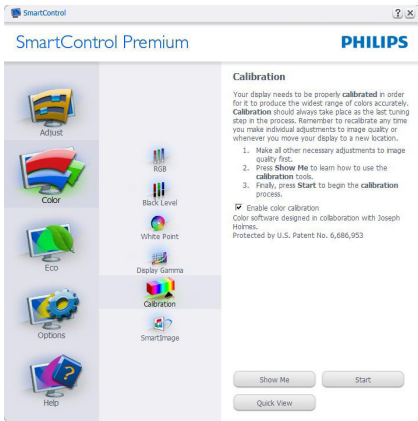 SmartControl
SmartControl Premium
PHILIPS
Adjust
Color
Eco
Options
Help
RGB
Black Level
White Point
Display Gamma
Calibration
SmartImage
Calibration
Your display needs to be properly calibrated in order
for it to produce the widest range of colors accurately.
Calibration should always take place as the last tuning
step in the process. Remember to recalibrate any time
you make individual adjustments to image quality or
whenever you move your display to a new location.
1. Make all other necessary adjustments to image
quality first.
2. Press Show Me to learn how to use the
calibration tools.
3. Finally, press Start to begin the calibration
process.
Enable color calibration
Color software designed in collaboration with Joseph
Holmes.
Protected by U.S. Patent No. 6,686,953
Show Me
Start
Quick View